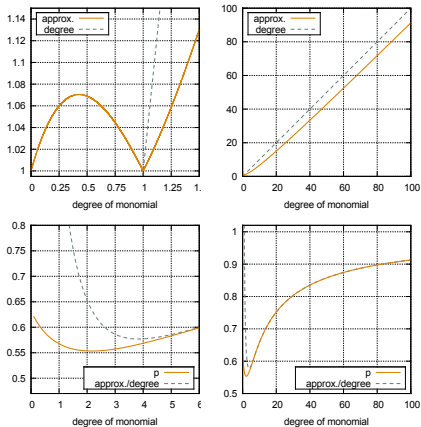 1.14
1.12
1.1
1.08
1.06
1.04
1.02
1
approx.
degree
0 0.25 0.5 0.75 1 1.25 1.
degree of monomial
100
80
60
40
20
0
approx.
degree
0 20 40 60 80 100
degree of monomial
0.8
0.75
0.7
0.65
0.6
0.55
0.5
p
approx./degree
0 1 2 3 4 5 6
degree of monomial
1
0.9
0.8
0.7
0.6
0.5
p
approx./degree
0 20 40 60 80 100
degree of monomial